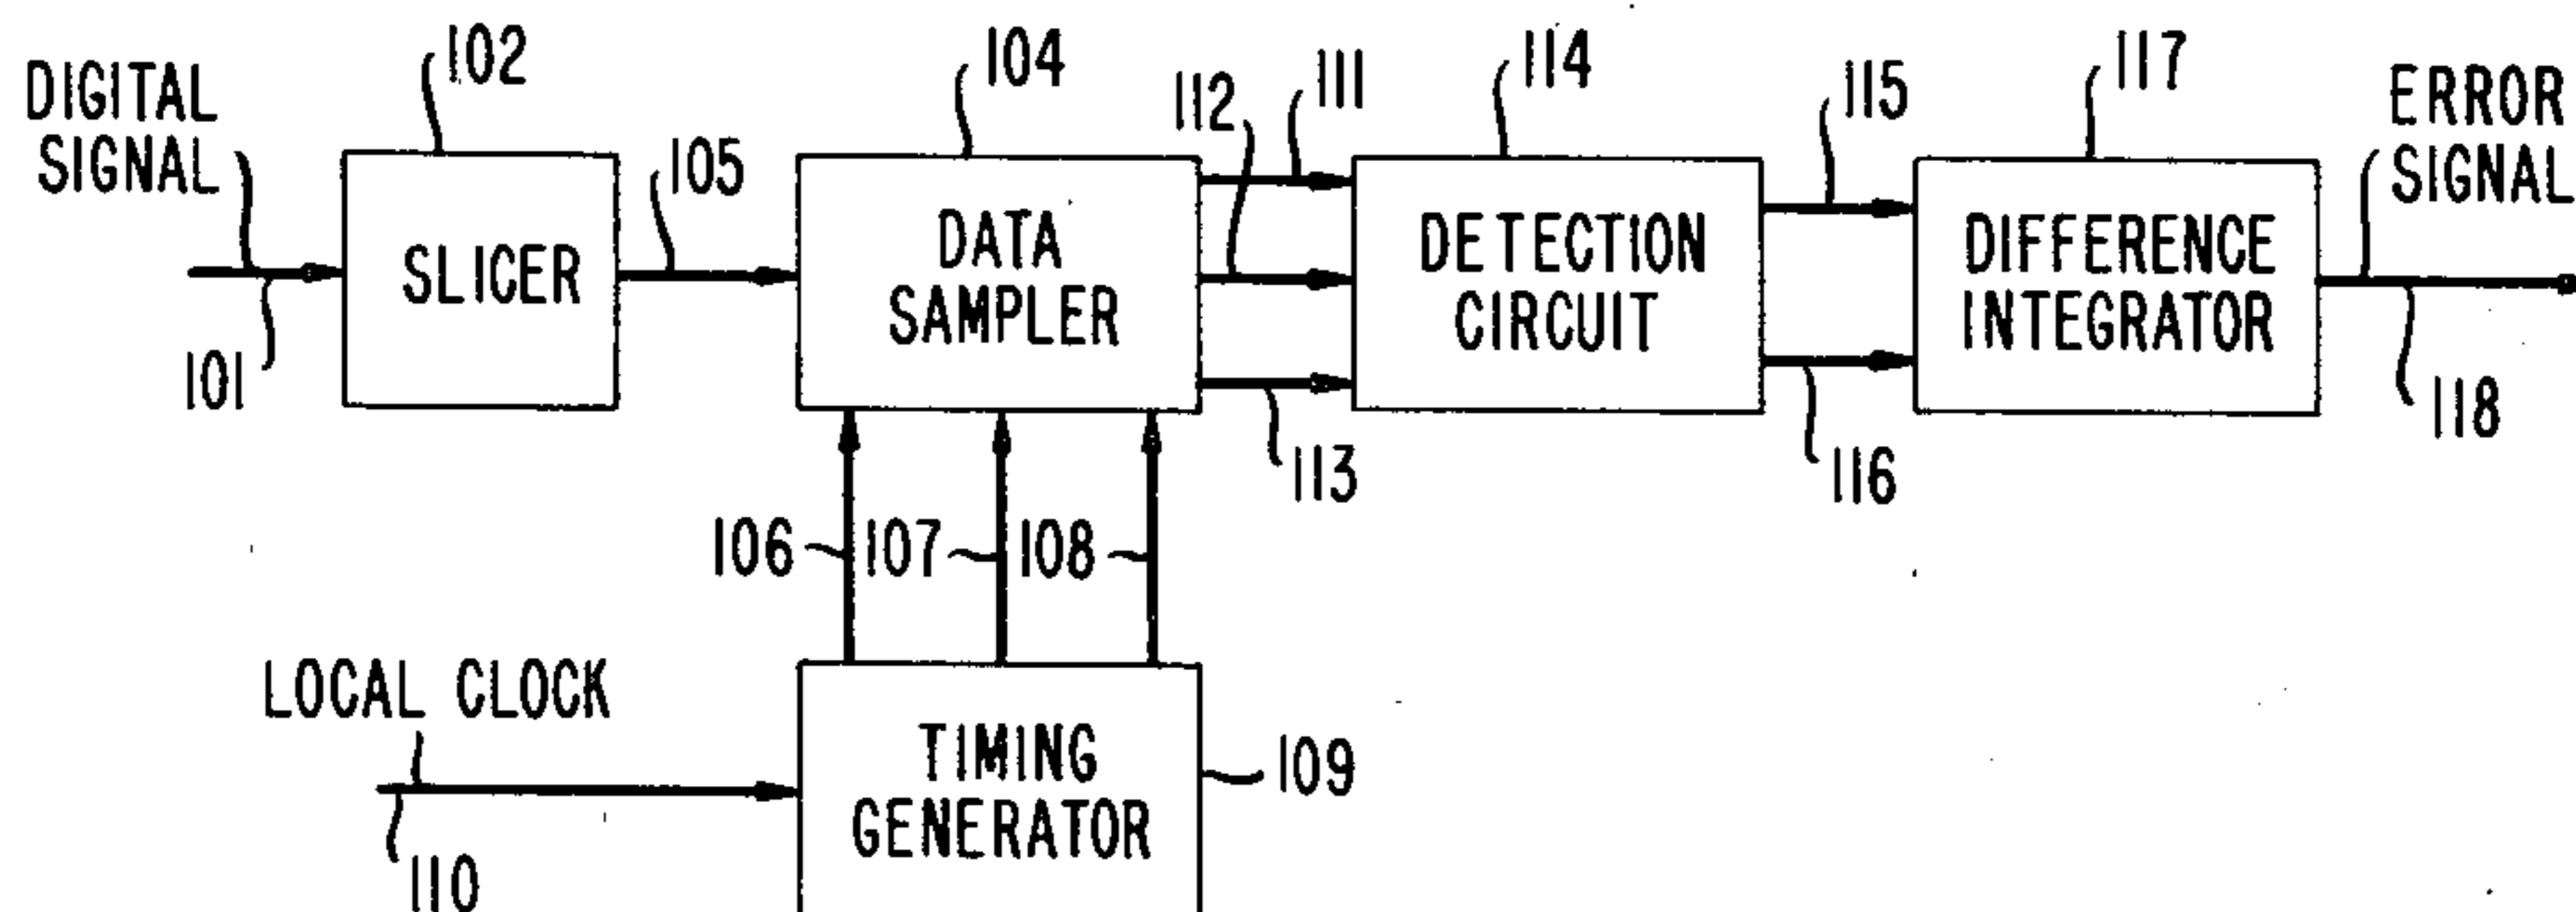 DIGITAL
SIGNAL
101
102
SLICER
105
104
DATA
SAMPLER
112
111
113
114
DETECTION
CIRCUIT
115
116
117
DIFFERENCE
INTEGRATOR
ERROR
SIGNAL
118
106
107
108
LOCAL CLOCK
110
TIMING
GENERATOR
109